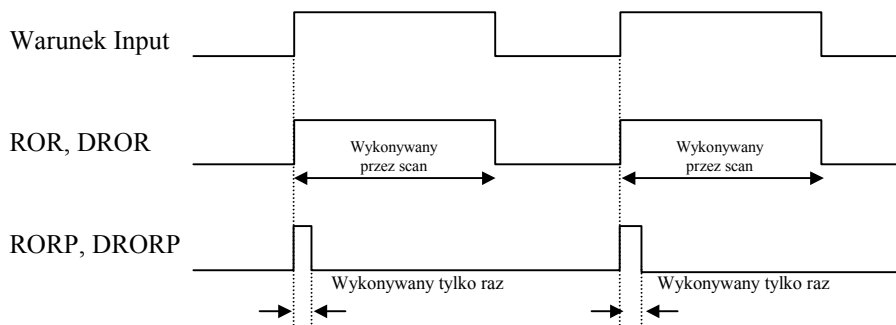 Warunek Input
ROR, DROR
Wykonywany
przez scan
Wykonywany
przez scan
RORP, DRORP
Wykonywany tylko raz
Wykonywany tylko raz